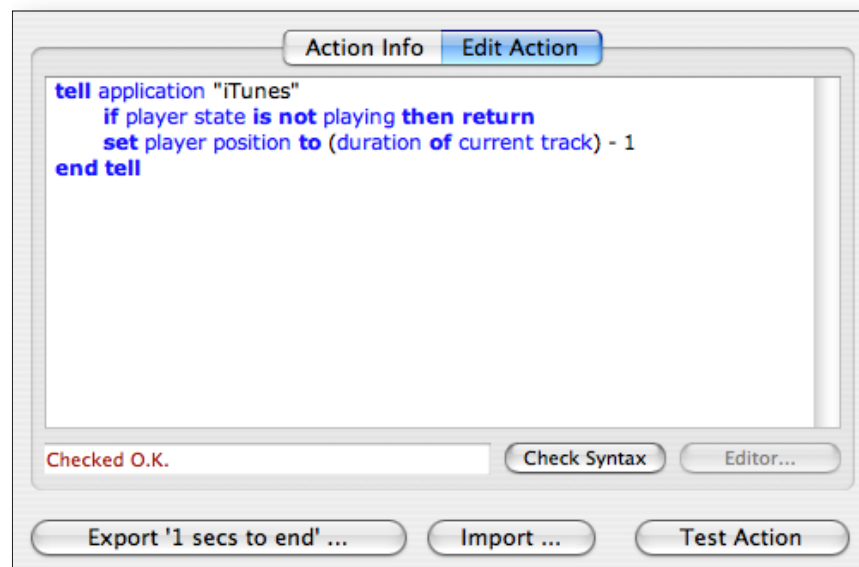 Action Info Edit Action
tell application "iTunes"
if player state is not playing then return
set player position to (duration of current track) - 1
end tell
Checked O.K. Check Syntax Editor...
Export '1 secs to end' ... Import ... Test Action